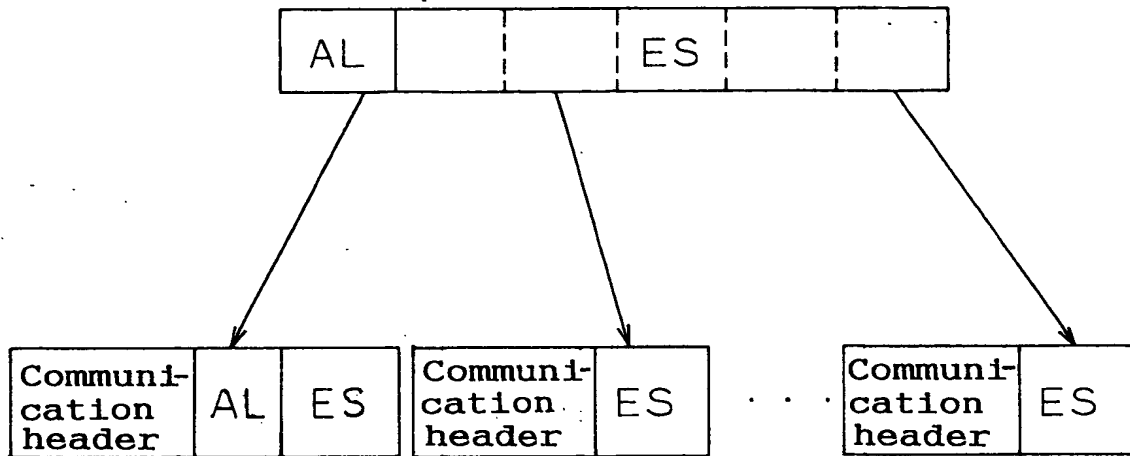 AL ES
Communi-
cation
header
AL ES
Communi-
cation
header
ES
. . .
Communi-
cation
header
ES